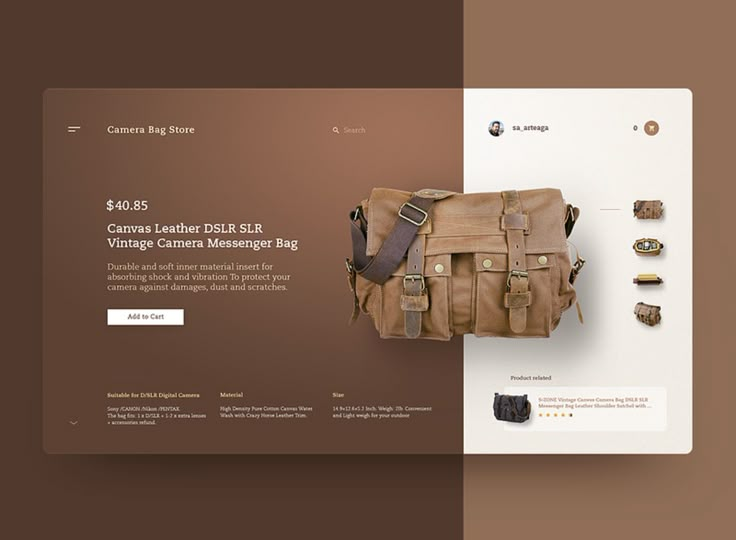 Camera Bag Store
Search
sa_arteaga
0
$40.85
Canvas Leather DSLR SLR
Vintage Camera Messenger Bag
Durable and soft inner material insert for
absorbing shock and vibration To protect your
camera against damages, dust and scratches.
Add to Cart
Suitable for D/SLR Digital Camera
Sony /CANON /Nikon /PENTAX.
The bag fits: 1 x D/SLR + 1-2 x extra lenses
+ accessories refund.
Material
High Density Pure Cotton Canvas Water
Wash with Crazy Horse Leather Trim.
Size
14.9×12.6×5.3 Inch, Weigh. 3lb. Convenient
and Light weigh for your outdoor
Product related
S-ZONE Vintage Canvas Camera Bag DSLR SLR
Messenger Bag Leather Shoulder Satchel with ...